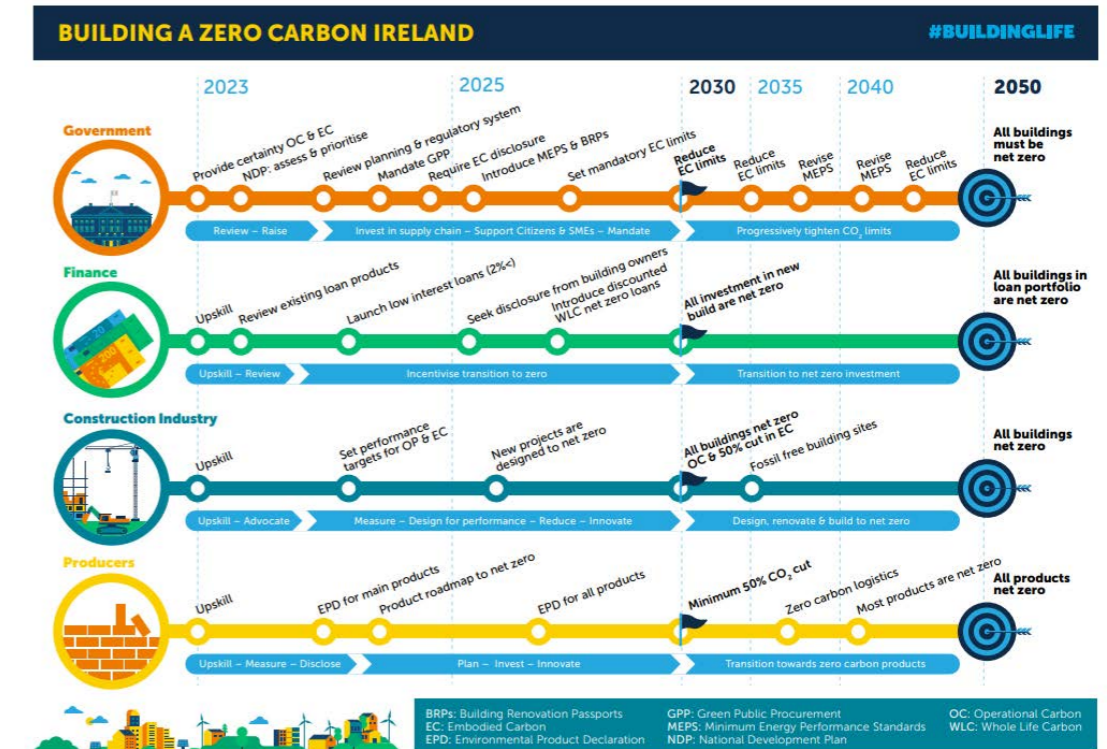 BUILDING A ZERO CARBON IRELAND
#BUILDINGLIFE
2023
2025
2030
2035
2040
2050
Government
Provide certainty OC & EC
NDP: assess & prioritise
Review planning & regulatory system
Mandate GPP
Require EC disclosure
Introduce MEPS & BRPs
Set mandatory EC limits
Reduce
EC limits
Reduce
EC limits
Revise
MEPS
Revise
MEPS
Reduce
EC limits
All buildings
must be
net zero
Review – Raise
Invest in supply chain – Support Citizens & SMEs – Mandate
Progressively tighten CO₂ limits
Finance
Upskill
Review existing loan products
Launch low interest loans (2%<)
Seek disclosure from building owners
Introduce discounted
WLC net zero loans
All investment in new
build are net zero
All buildings in
loan portfolio
are net zero
20
200
Upskill – Review
Incentivise transition to zero
Transition to net zero investment
Construction Industry
Upskill
Set performance
targets for OP & EC
New projects are
designed to net zero
All buildings net zero
OC & 50% cut in EC
Fossil free building sites
All buildings
net zero
Upskill – Advocate
Measure – Design for performance – Reduce – Innovate
Design, renovate & build to net zero
Producers
Upskill
EPD for main products
Product roadmap to net zero
EPD for all products
Minimum 50% CO₂ cut
Zero carbon logistics
Most products are net zero
All products
net zero
Upskill – Measure – Disclose
Plan – Invest – Innovate
Transition towards zero carbon products
BRPs: Building Renovation Passports
EC: Embodied Carbon
EPD: Environmental Product Declaration
GPP: Green Public Procurement
MEPS: Minimum Energy Performance Standards
NDP: National Development Plan
OC: Operational Carbon
WLC: Whole Life Carbon